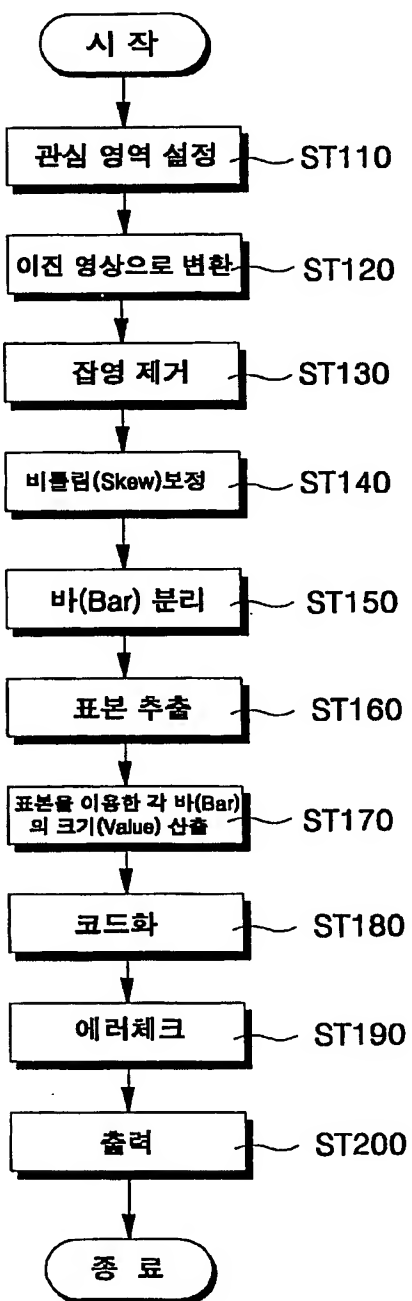 시 작
관심 영역 설정
ST110
이진 영상으로 변환
ST120
잡영 제거
ST130
비틀림(Skew)보정
ST140
바(Bar) 분리
ST150
표본 추출
ST160
표본을 이용한 각 바(Bar)
의 크기(Value) 산출
ST170
코드화
ST180
에러체크
ST190
출력
ST200
종 료